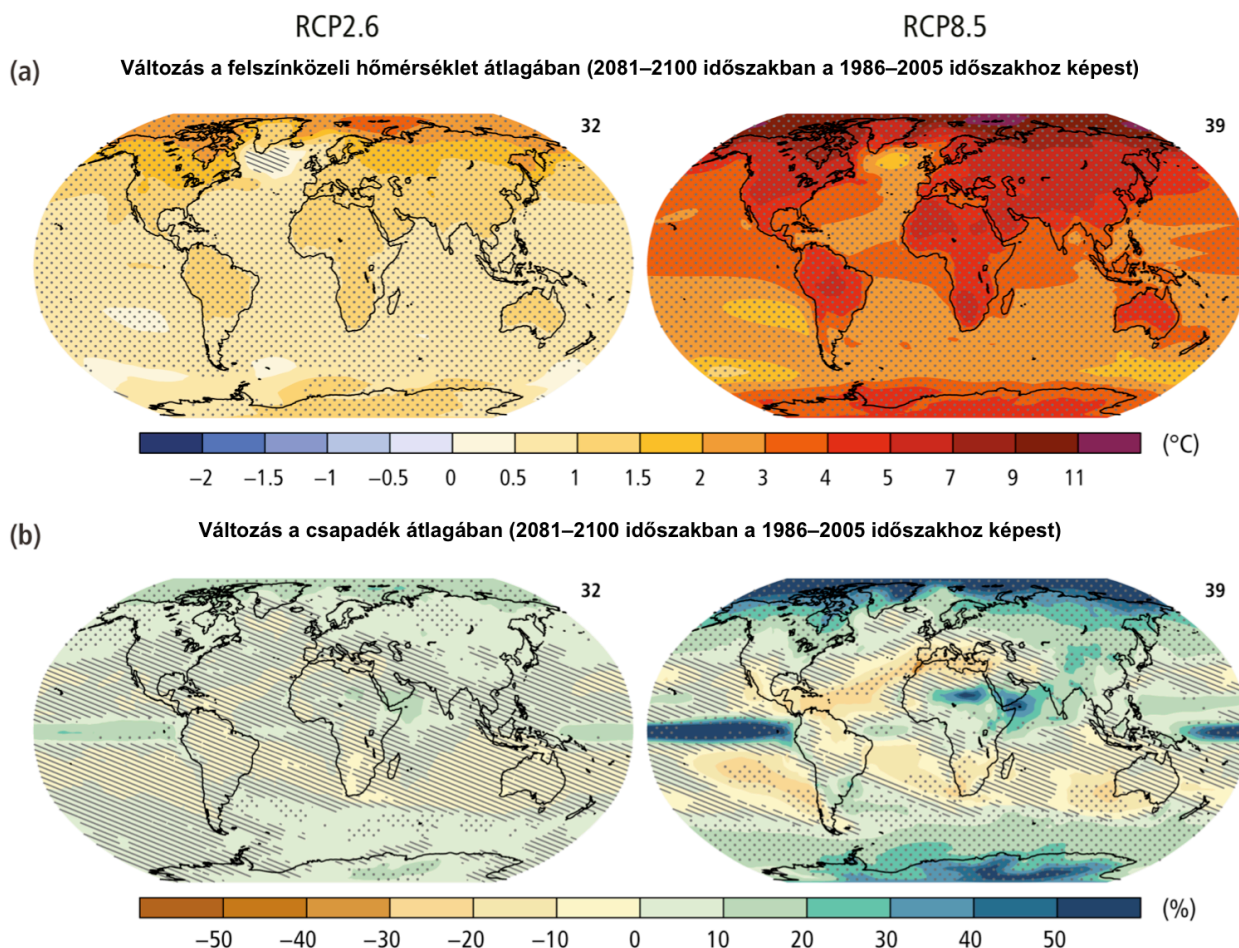 RCP2.6 RCP8.5
(a) Változás a felszínközeli hőmérséklet átlagában (2081–2100 időszakban a 1986–2005 időszakhoz képest)
32 39
−2 −1.5 −1 −0.5 0 0.5 1 1.5 2 3 4 5 7 9 11 (°C)
(b) Változás a csapadék átlagában (2081–2100 időszakban a 1986–2005 időszakhoz képest)
32 39
−50 −40 −30 −20 −10 0 10 20 30 40 50 (%)